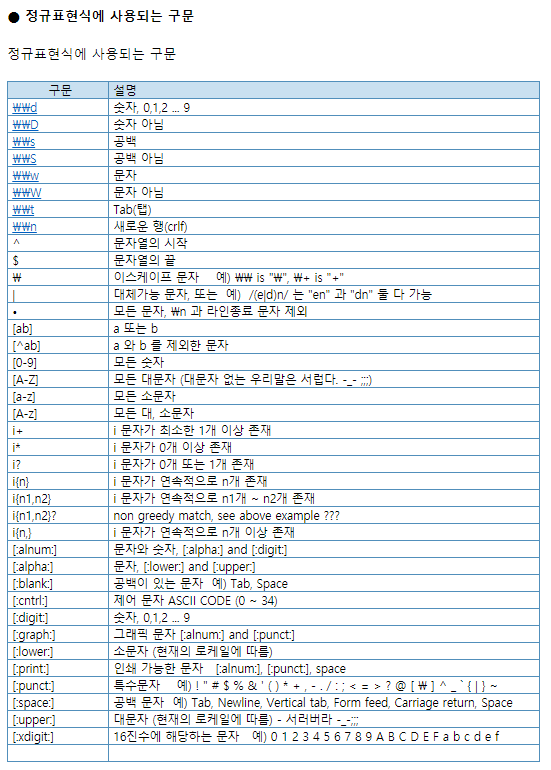 ● 정규표현식에 사용되는 구문
정규표현식에 사용되는 구문
구문 설명
₩₩d 숫자, 0,1,2 ... 9
₩₩D 숫자 아님
₩₩s 공백
₩₩S 공백 아님
₩₩w 문자
₩₩W 문자 아님
₩₩t Tab(탭)
₩₩n 새로운 행(crlf)
^ 문자열의 시작
$ 문자열의 끝
₩ 이스케이프 문자 예) ₩₩ is "₩", ₩+ is "+"
| 대체가능 문자, 또는 예) /(e|d)n/ 는 "en" 과 "dn" 둘 다 가능
• 모든 문자, ₩n 과 라인종료 문자 제외
[ab] a 또는 b
[^ab] a 와 b 를 제외한 문자
[0-9] 모든 숫자
[A-Z] 모든 대문자 (대문자 없는 우리말은 서럽다. -_- ;;;)
[a-z] 모든 소문자
[A-z] 모든 대, 소문자
i+ i 문자가 최소한 1개 이상 존재
i* i 문자가 0개 이상 존재
i? i 문자가 0개 또는 1개 존재
i{n} i 문자가 연속적으로 n개 존재
i{n1,n2} i 문자가 연속적으로 n1개 ~ n2개 존재
i{n1,n2}? non greedy match, see above example ???
i{n,} i 문자가 연속적으로 n개 이상 존재
[:alnum:] 문자와 숫자, [:alpha:] and [:digit:]
[:alpha:] 문자, [:lower:] and [:upper:]
[:blank:] 공백이 있는 문자 예) Tab, Space
[:cntrl:] 제어 문자 ASCII CODE (0 ~ 34)
[:digit:] 숫자, 0,1,2 ... 9
[:graph:] 그래픽 문자 [:alnum:] and [:punct:]
[:lower:] 소문자 (현재의 로케일에 따름)
[:print:] 인쇄 가능한 문자 [:alnum:], [:punct:], space
[:punct:] 특수문자 예) ! " # $ % & ' ( ) * + , - . / : ; < = > ? @ [ ₩ ] ^ _ ` { | } ~
[:space:] 공백 문자 예) Tab, Newline, Vertical tab, Form feed, Carriage return, Space
[:upper:] 대문자 (현재의 로케일에 따름) - 서러버라 -_-;;;
[:xdigit:] 16진수에 해당하는 문자 예) 0 1 2 3 4 5 6 7 8 9 A B C D E F a b c d e f